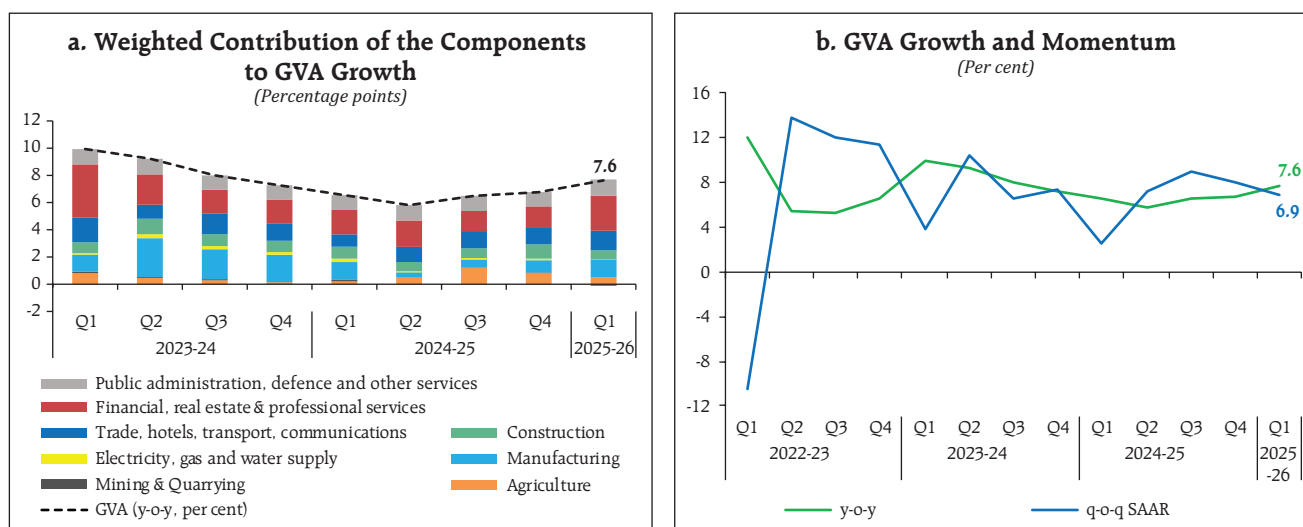 a. Weighted Contribution of the Components
to GVA Growth
(Percentage points)
12
10
8
6
4
2
0
-2
7.6
Q1 Q2 Q3 Q4 Q1 Q2 Q3 Q4 Q1
2023-24 2024-25 2025-26
Public administration, defence and other services
Financial, real estate & professional services
Trade, hotels, transport, communications
Construction
Electricity, gas and water supply
Manufacturing
Mining & Quarrying
Agriculture
GVA (y-o-y, per cent)
b. GVA Growth and Momentum
(Per cent)
16
12
8
4
0
-4
-8
-12
7.6
6.9
Q1 Q2 Q3 Q4 Q1 Q2 Q3 Q4 Q1 Q2 Q3 Q4 Q1
2022-23 2023-24 2024-25 2025
-26
y-o-y
q-o-q SAAR